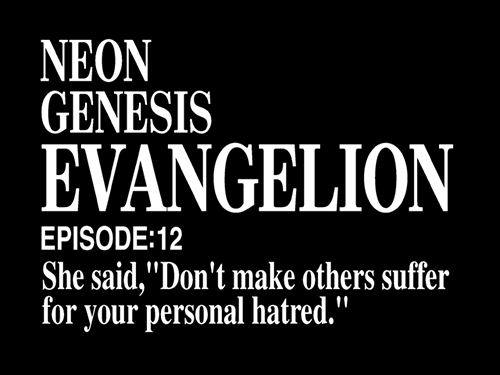 NEON
GENESIS
EVANGELION
EPISODE:12
She said,"Don't make others suffer
for your personal hatred."